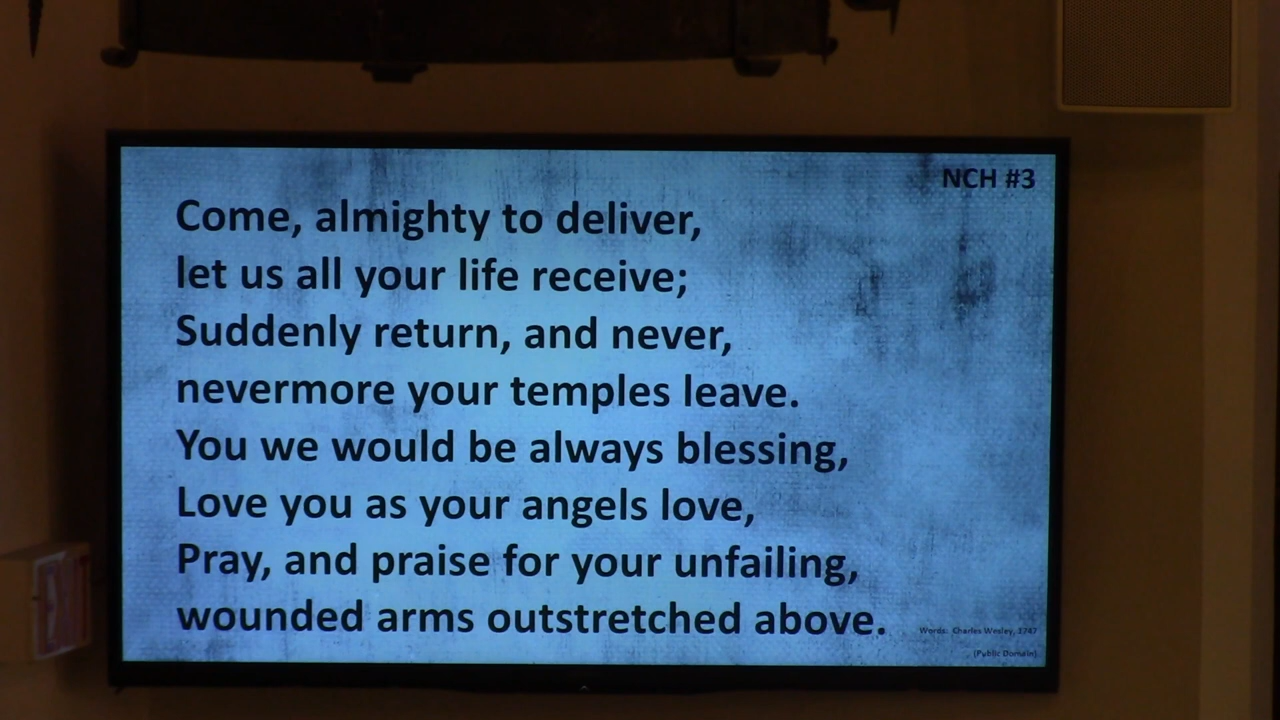 NCH #3
Come, almighty to deliver,
let us all your life receive;
Suddenly return, and never,
nevermore your temples leave.
You we would be always blessing,
Love you as your angels love,
Pray, and praise for your unfailing,
wounded arms outstretched above.
Words: Charles Wesley, 1747
(Public Domain)